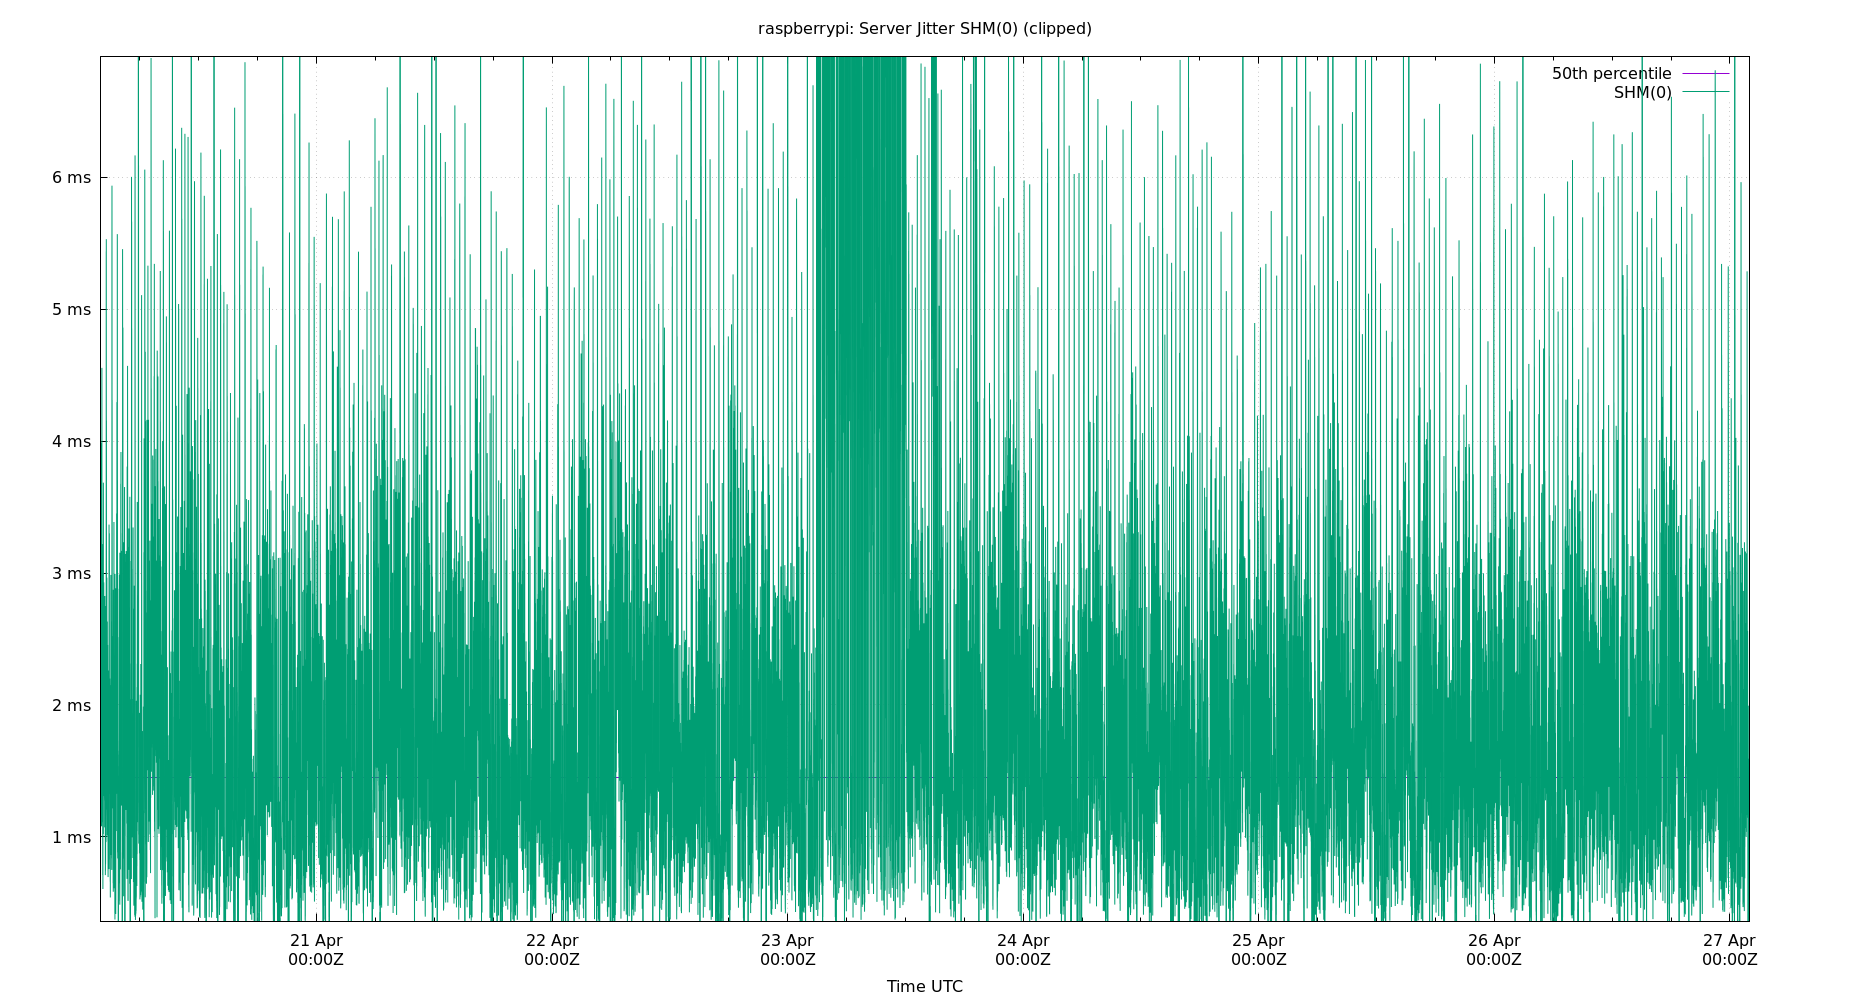 raspberrypi: Server Jitter SHM(0) (clipped)
50th percentile
SHM(0)
6 ms
5 ms
4 ms
3 ms
2 ms
1 ms
21 Apr 22 Apr 23 Apr 24 Apr 25 Apr 26 Apr 27 Apr
00:00Z 00:00Z 00:00Z 00:00Z 00:00Z 00:00Z 00:00Z
Time UTC